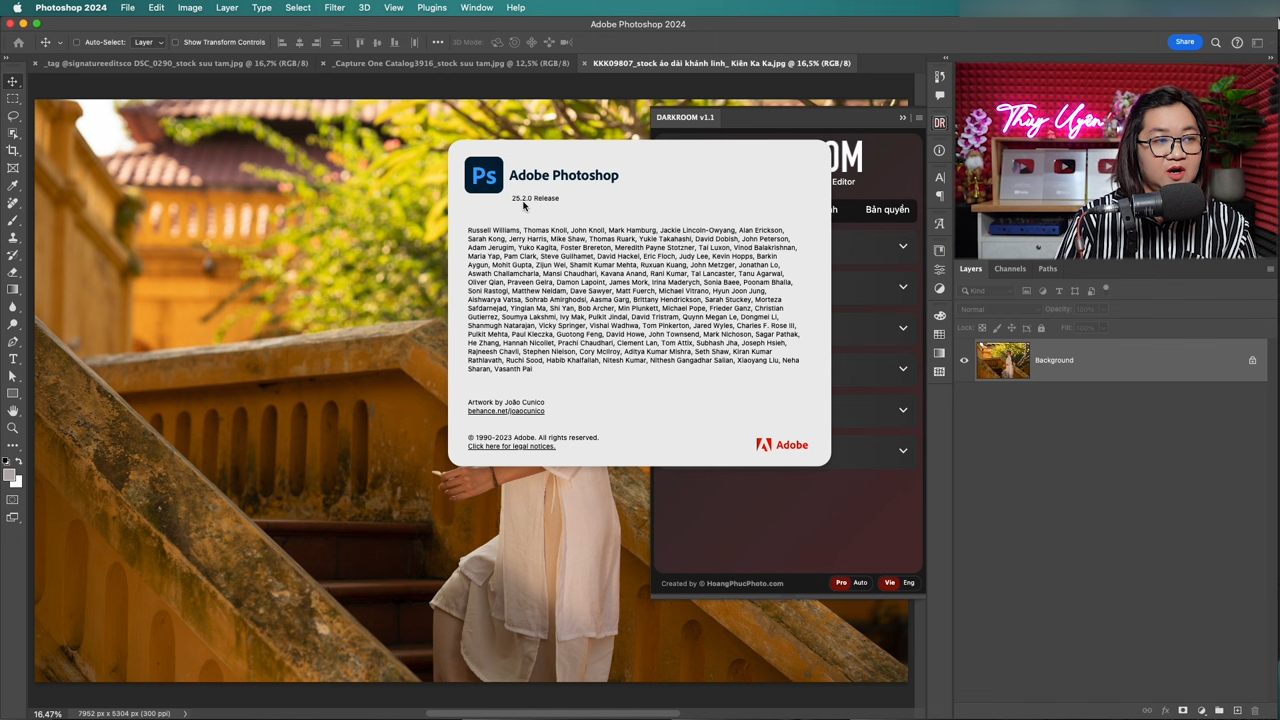 Photoshop File Edit Image Layer Type Select Filter 3D View Plugins Window Help
Adobe Photoshop 2024
Auto-Select: Layer Show Transform Controls 3D Mode: Share
_tag @signatureeditsco DSC_0290_stock suu tam.jpg @ 16,7% (RGB/8)
_Capture One Catalog3916_stock suu tam.jpg @ 12,5% (RGB/8)
KKK09807_stock áo dài khánh linh_ Kiên Ka Ka.jpg @ 16,5% (RGB/8)
DARKROOM v1.1
OM
Editor
nh Bản quyền
Ps Adobe Photoshop
25.2.0 Release
Russell Williams, Thomas Knoll, John Knoll, Mark Hamburg, Jackie Lincoln-Owyang, Alan Erickson,
Sarah Kong, Jerry Harris, Mike Shaw, Thomas Ruark, Yukie Takahashi, David Dobish, John Peterson,
Adam Jerugim, Yuko Kagita, Foster Brereton, Meredith Payne Stotzner, Tai Luxon, Vinod Balakrishnan,
Maria Yap, Pam Clark, Steve Guilhamet, David Hackel, Eric Floch, Judy Lee, Kevin Hopps, Barkin
Aygun, Mohit Gupta, Zijun Wei, Shamit Kumar Mehta, Ruxuan Kuang, John Metzger, Jonathan Lo,
Aswath Challamcharla, Mansi Chaudhari, Kavana Anand, Rani Kumar, Tai Lancaster, Tanu Agarwal,
Oliver Qian, Praveen Gelra, Damon Lapoint, James Mork, Irina Maderych, Sonia Baee, Poonam Bhalla,
Soni Rastogi, Matthew Neldam, Dave Sawyer, Matt Fuerch, Michael Vitrano, Hyun Joon Jung,
Aishwarya Vatsa, Sohrab Amirghodsi, Aasma Garg, Brittany Hendrickson, Sarah Stuckey, Morteza
Safdarnejad, Yinglan Ma, Shi Yan, Bob Archer, Min Plunkett, Michael Pope, Frieder Ganz, Christian
Gutierrez, Soumya Lakshmi, Ivy Mak, Pulkit Jindal, David Tristram, Quynn Megan Le, Dongmei Li,
Shanmugh Natarajan, Vicky Springer, Vishal Wadhwa, Tom Pinkerton, Jared Wyles, Charles F. Rose III,
Pulkit Mehta, Paul Kleczka, Guotong Feng, David Howe, John Townsend, Mark Nichoson, Sagar Pathak,
He Zhang, Hannah Nicollet, Prachi Chaudhari, Clement Lan, Tom Attix, Subhash Jha, Joseph Hsieh,
Rajneesh Chavli, Stephen Nielson, Cory McIlroy, Aditya Kumar Mishra, Seth Shaw, Kiran Kumar
Rathlavath, Ruchi Sood, Habib Khalfallah, Nitesh Kumar, Nithesh Gangadhar Salian, Xiaoyang Liu, Neha
Sharan, Vasanth Pai
Artwork by João Cunico
behance.net/joaocunico
© 1990-2023 Adobe. All rights reserved.
Click here for legal notices.
Adobe
Created by © HoangPhucPhoto.com Pro Auto Vie Eng
16.47% 7952 px x 5304 px (300 ppi)
Thùy Uyên
DR
Layers Channels Paths
Kind
Normal Opacity: 100%
Lock: Fill: 100%
Background